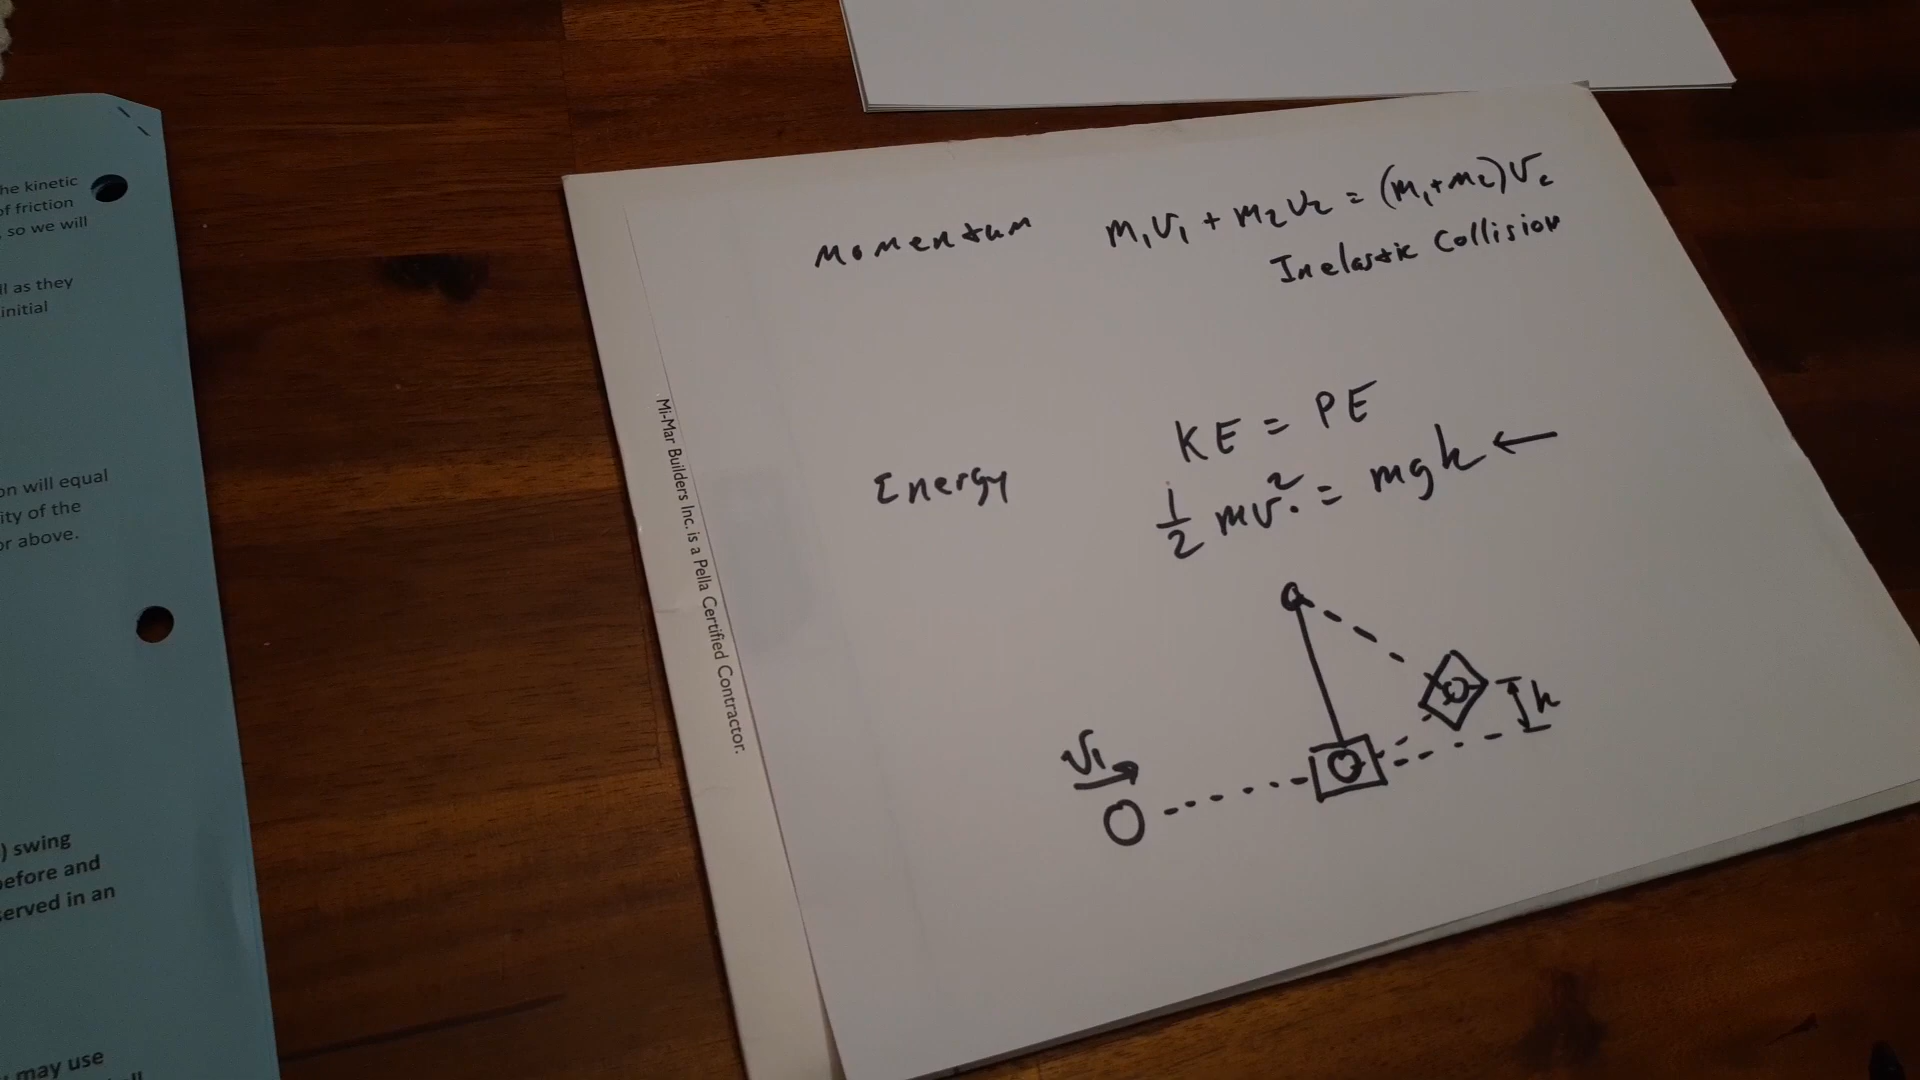 he kinetic
of friction
, so we will
ll as they
initial
on will equal
ity of the
or above.
) swing
before and
served in an
may use
Mi-Mar Builders Inc. is a Pella Certified Contractor.
Momentum m₁v₁ + m₂v₂ = (m₁+m₂)v_c
Inelastic Collision
KE = PE
Energy
½ mv² = mgh ←
v₁
h